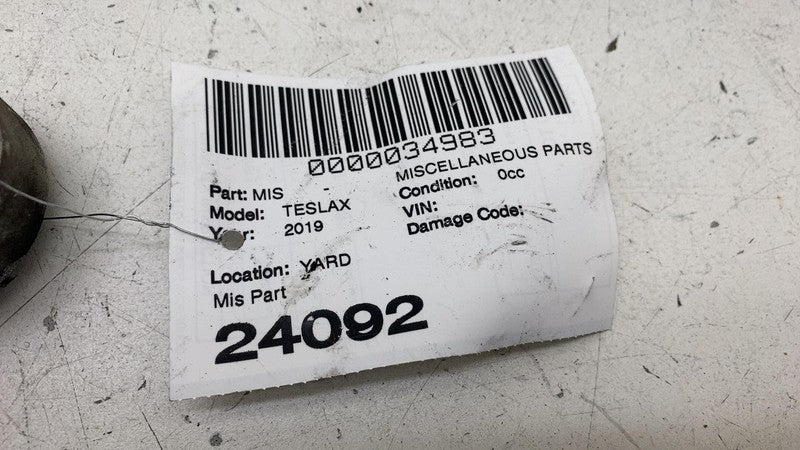 0000034983
MISCELLANEOUS PARTS
Part: MIS -
Condition: 0cc
Model: TESLAX
VIN:
Year: 2019
Damage Code:
Location: YARD
Mis Part
24092